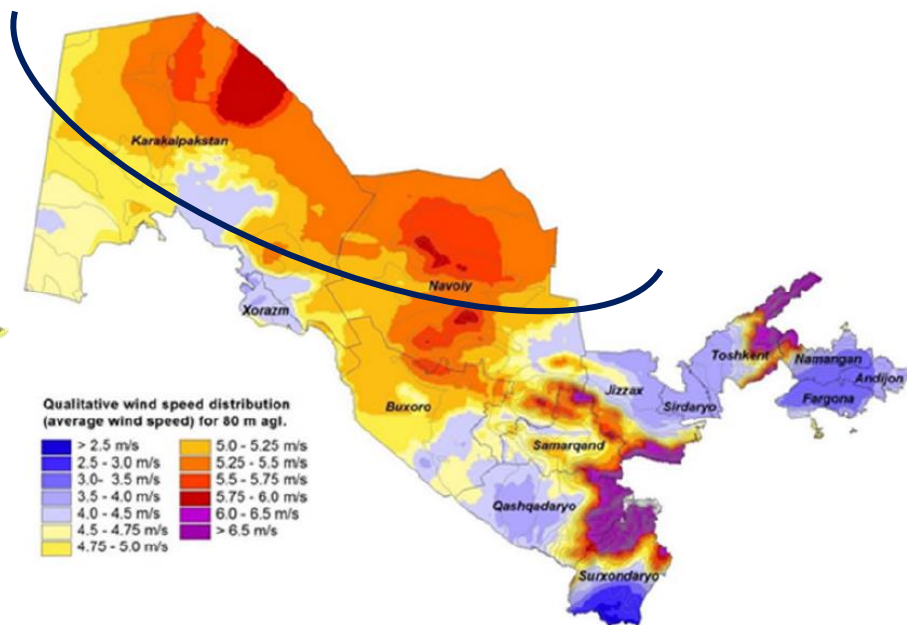 Karakalpakstan
Navoiy
Xorazm
Toshkent
Namangan
Andijon
Fargona
Jizzax
Sirdaryo
Buxoro
Samarqand
Qashqadaryo
Surxondaryo
Qualitative wind speed distribution
(average wind speed) for 80 m agl.
> 2.5 m/s
2.5 - 3.0 m/s
3.0- 3.5 m/s
3.5 - 4.0 m/s
4.0 - 4.5 m/s
4.5 - 4.75 m/s
4.75 - 5.0 m/s
5.0 - 5.25 m/s
5.25 - 5.5 m/s
5.5 - 5.75 m/s
5.75 - 6.0 m/s
6.0 - 6.5 m/s
> 6.5 m/s